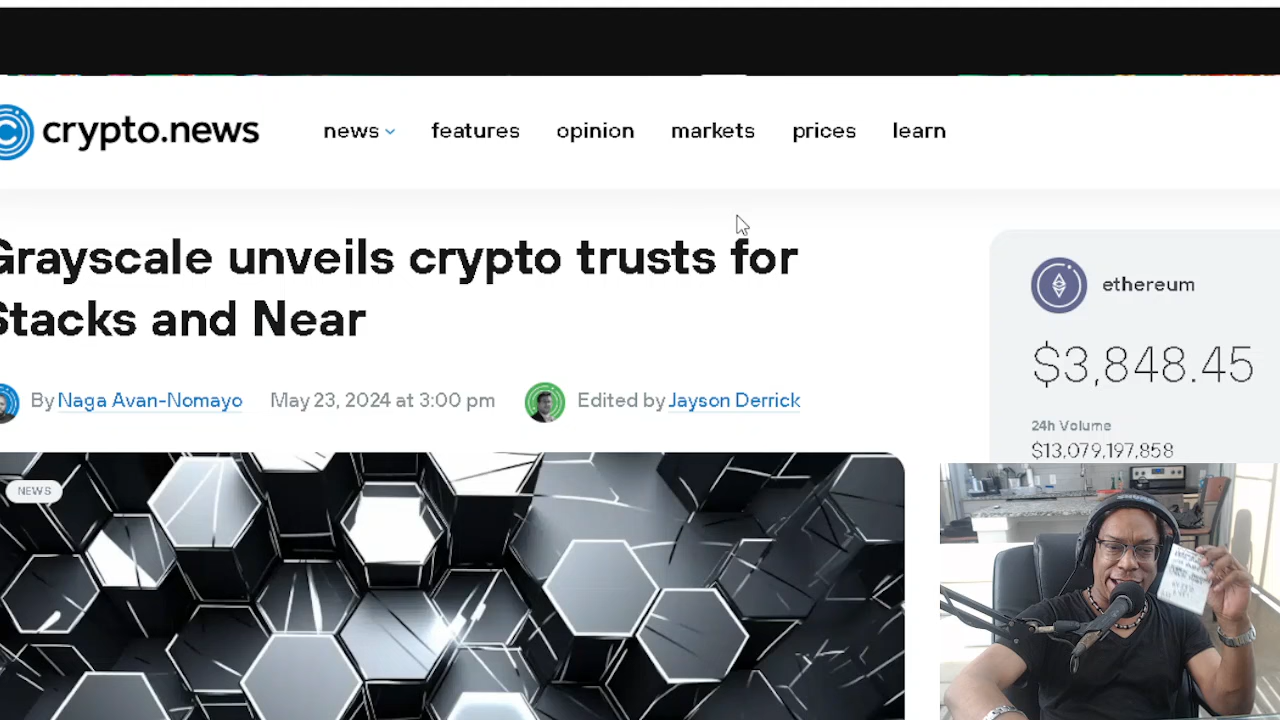 crypto.news
news features opinion markets prices learn
Grayscale unveils crypto trusts for
Stacks and Near
By Naga Avan-Nomayo May 23, 2024 at 3:00 pm Edited by Jayson Derrick
NEWS
ethereum
$3,848.45
24h Volume
$13,079,197,858